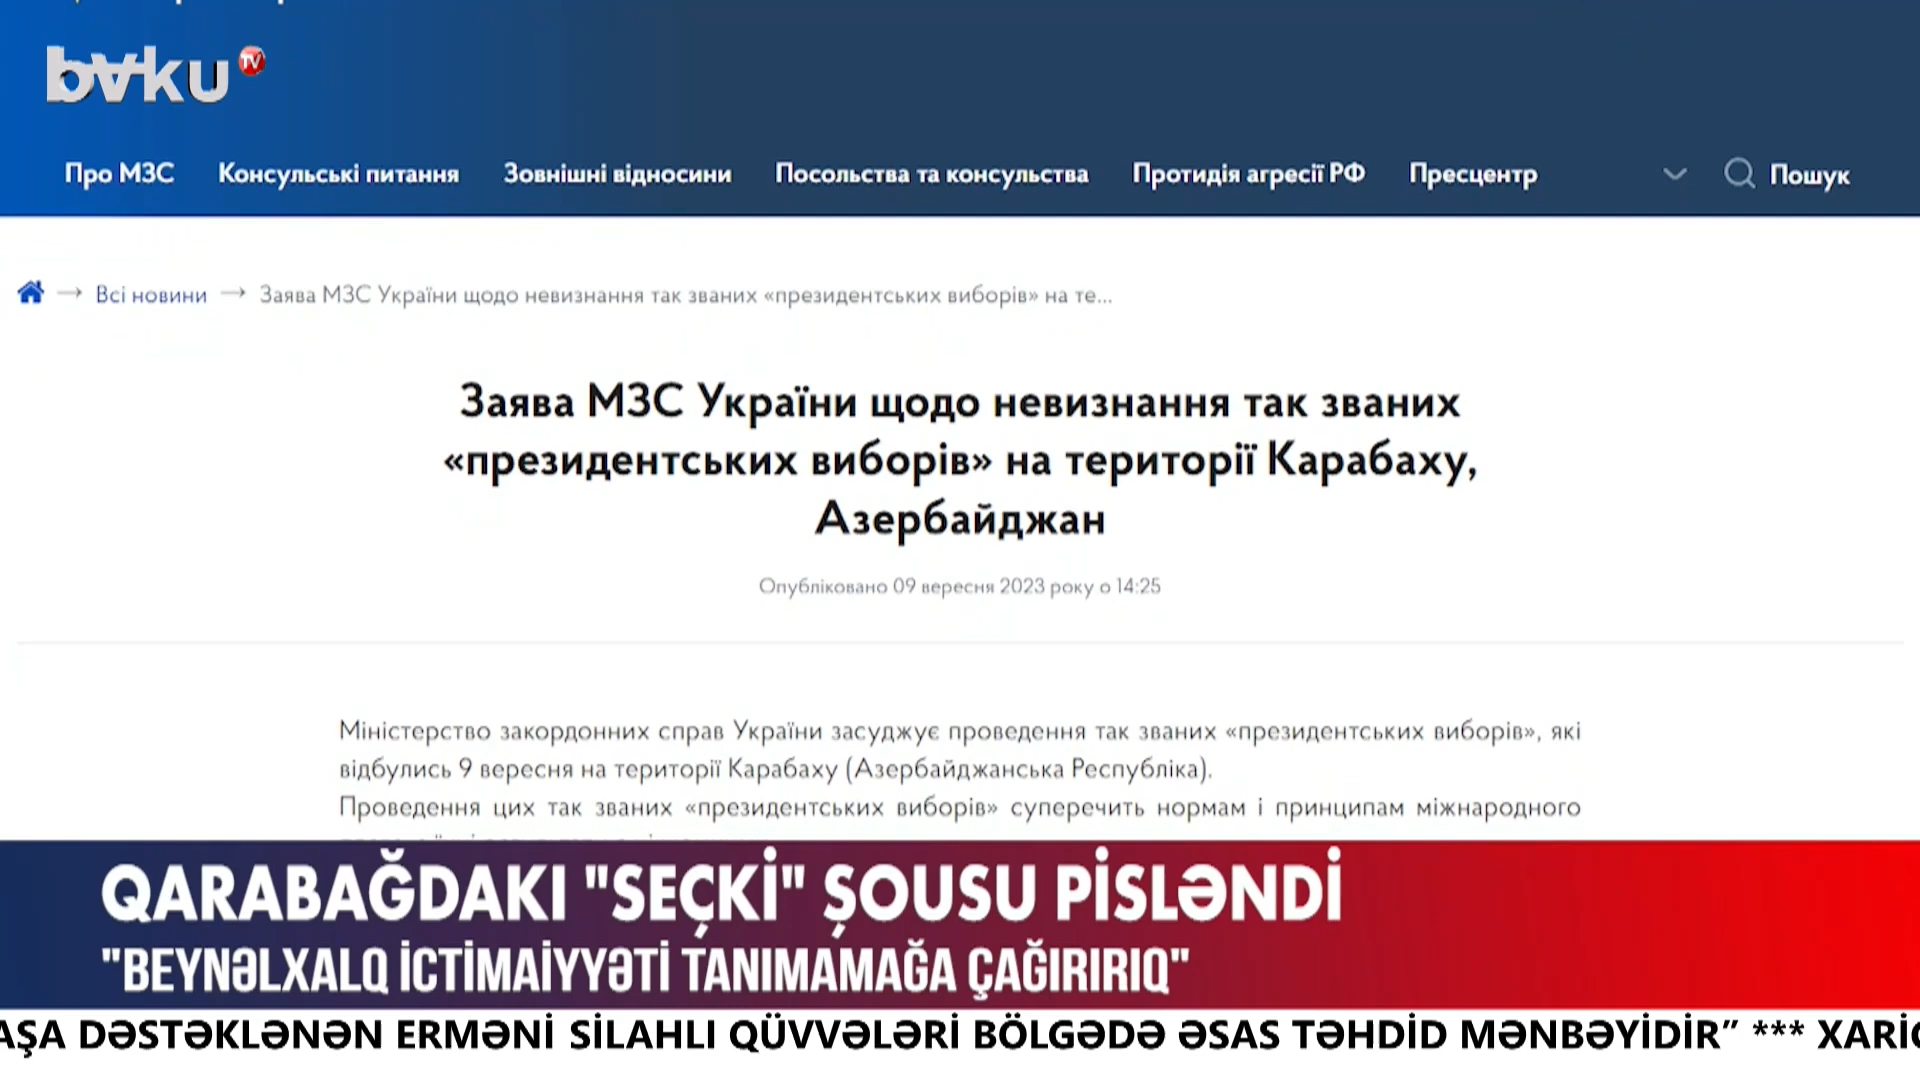 baku TV
Про МЗС Консульські питання Зовнішні відносини Посольства та консульства Протидія агресії РФ Пресцентр Пошук
Всі новини → Заява МЗС України щодо невизнання так званих «президентських виборів» на те...
Заява МЗС України щодо невизнання так званих
«президентських виборів» на території Карабаху,
Азербайджан
Опубліковано 09 вересня 2023 року о 14:25
Міністерство закордонних справ України засуджує проведення так званих «президентських виборів», які
відбулись 9 вересня на території Карабаху (Азербайджанська Республіка).
Проведення цих так званих «президентських виборів» суперечить нормам і принципам міжнародного
QARABAĞDAKI "SEÇKİ" ŞOUSU PİSLƏNDİ
"BEYNƏLXALQ İCTİMAİYYƏTİ TANIMAMAĞA ÇAĞIRIRIQ"
AŞA DƏSTƏKLƏNƏN ERMƏNİ SİLAHLI QÜVVƏLƏRİ BÖLGƏDƏ ƏSAS TƏHDİD MƏNBƏYİDİR” *** XARİC